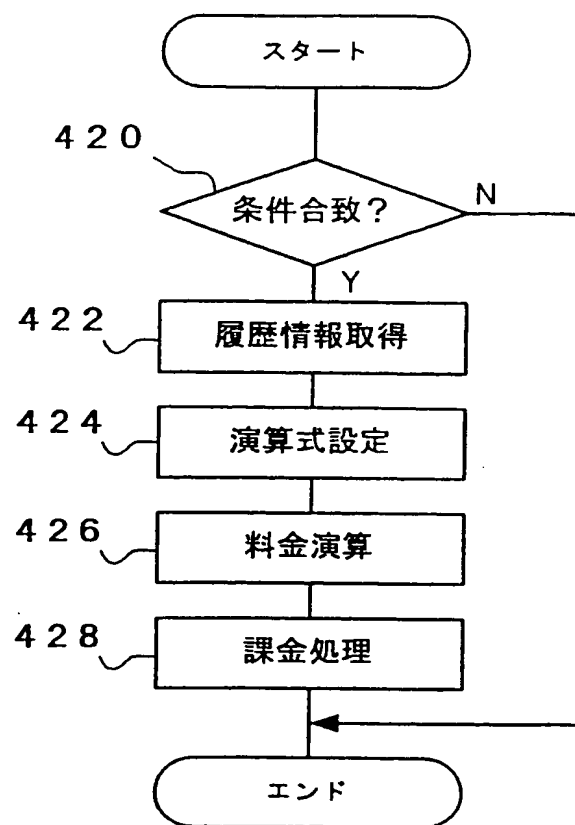 スタート
４２０
条件合致？
N
Y
４２２
履歴情報取得
４２４
演算式設定
４２６
料金演算
４２８
課金処理
エンド